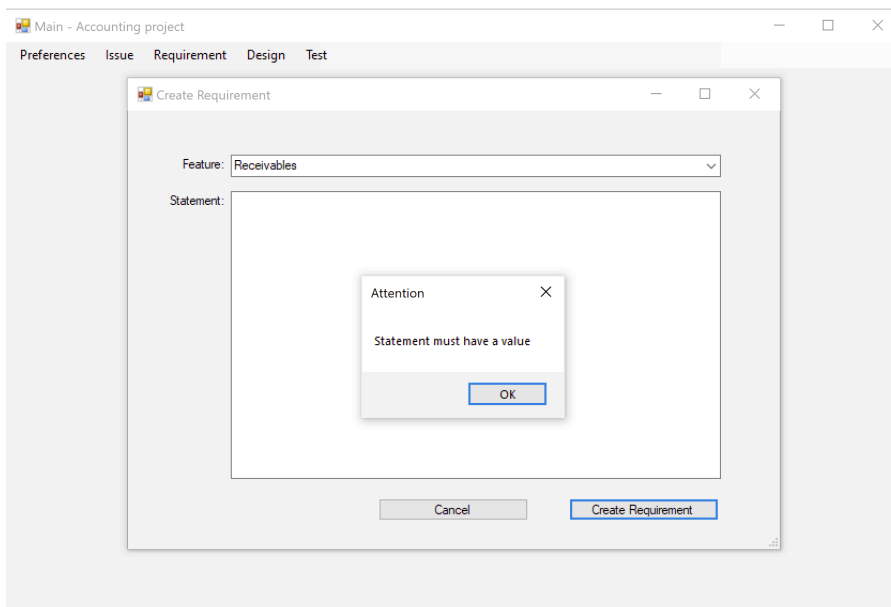 Main - Accounting project
Preferences Issue Requirement Design Test
Create Requirement
Feature: Receivables
Statement:
Attention
Statement must have a value
OK
Cancel Create Requirement